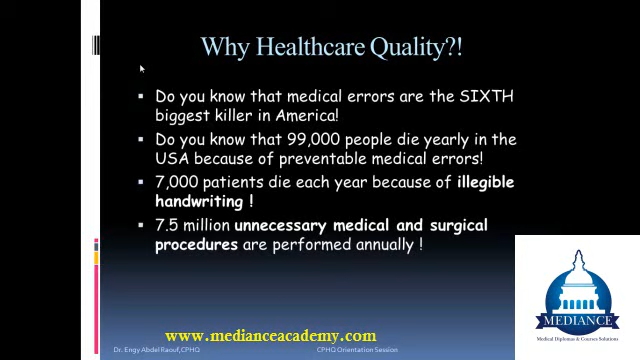 Why Healthcare Quality?!
Do you know that medical errors are the SIXTH
biggest killer in America!
Do you know that 99,000 people die yearly in the
USA because of preventable medical errors!
7,000 patients die each year because of illegible
handwriting !
7.5 million unnecessary medical and surgical
procedures are performed annually !
MEDIANCE
Medical Diplomas & Courses Solutions
www.medianceacademy.com
Dr. Engy Abdel Raouf,CPHQ
CPHQ Orientation Session